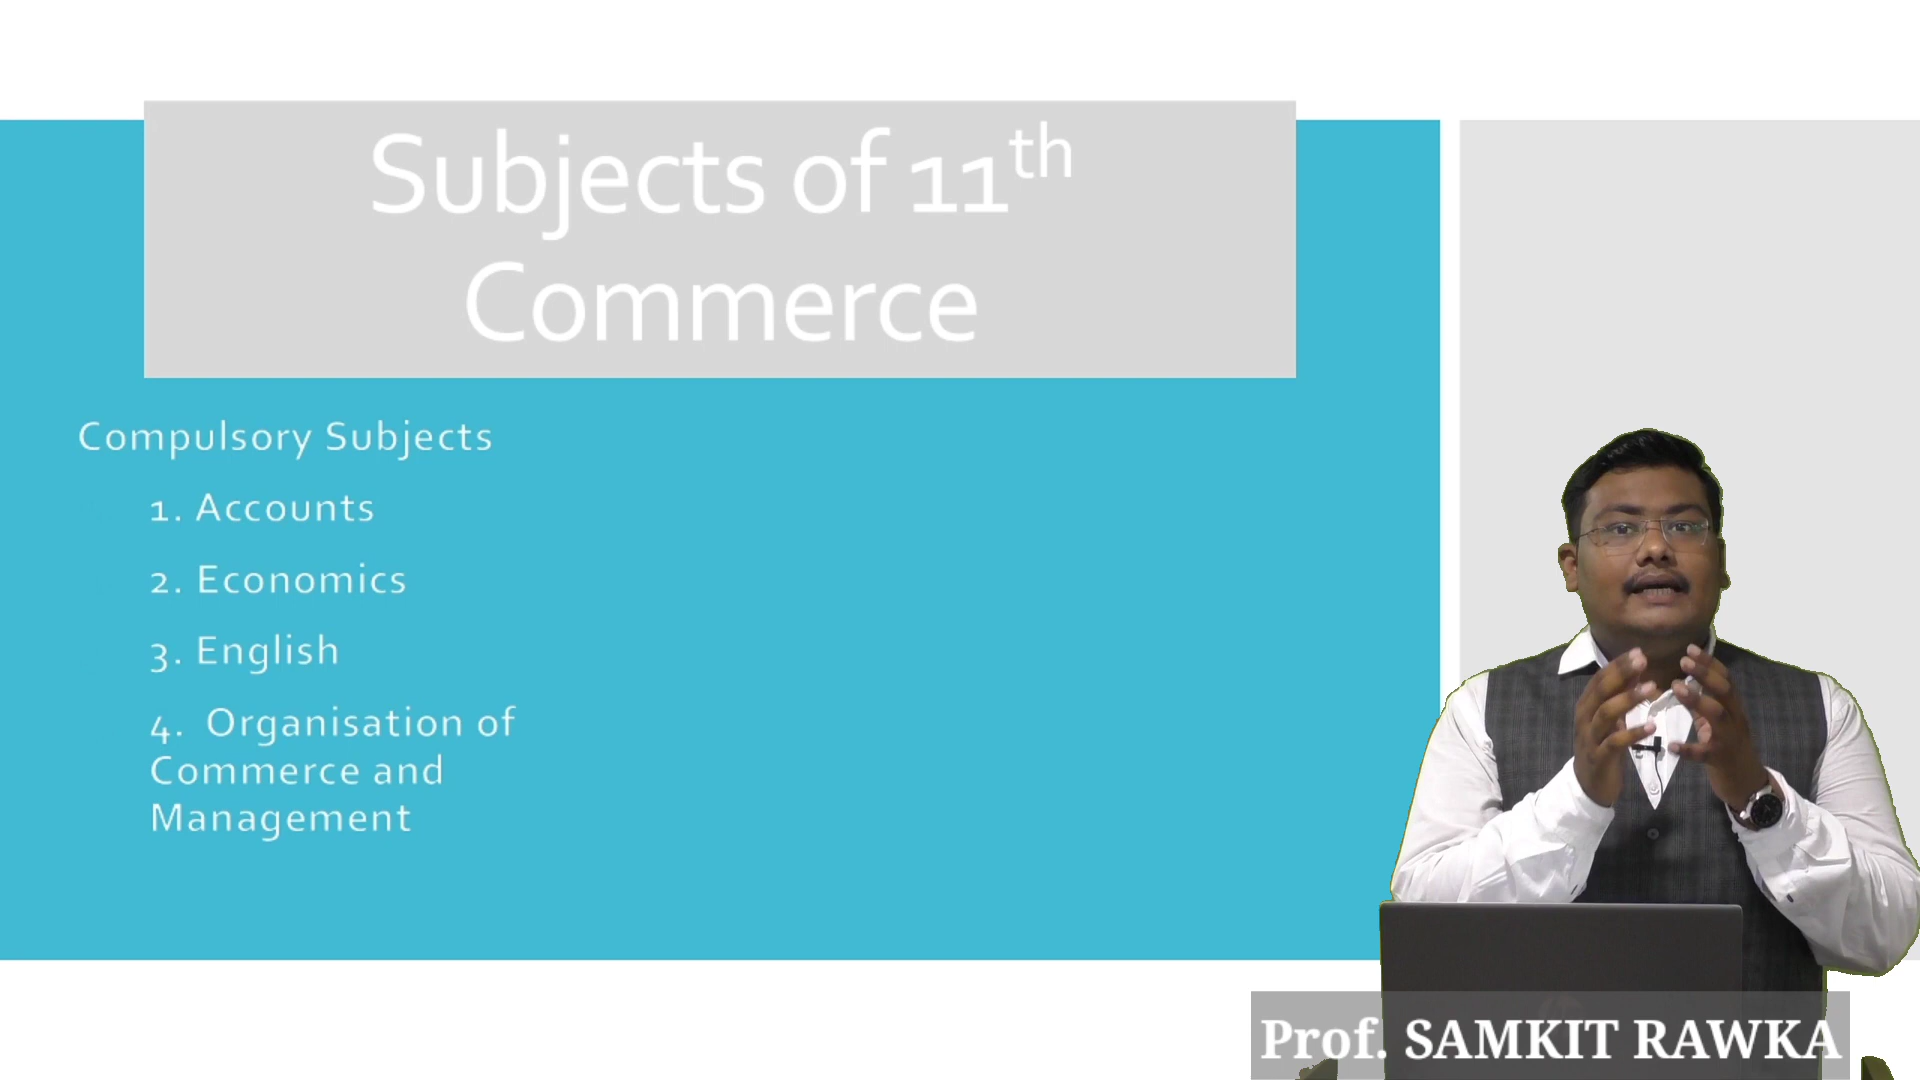 Subjects of 11th
Commerce
Compulsory Subjects
1. Accounts
2. Economics
3. English
4. Organisation of
Commerce and
Management
Prof. SAMKIT RAWKA